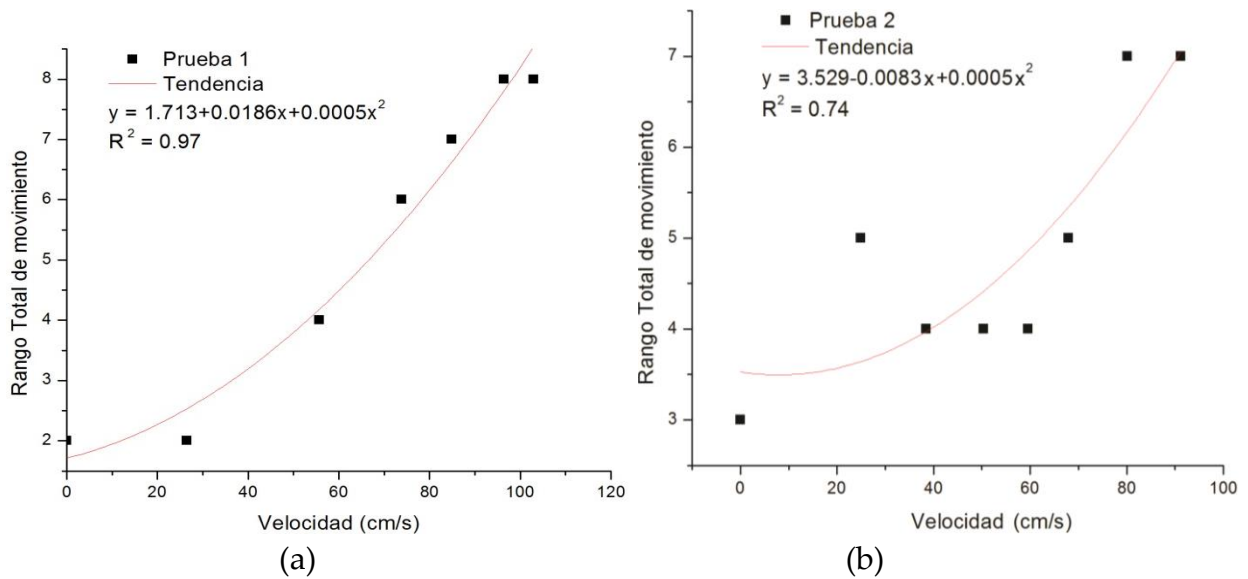 Prueba 1
Tendencia
y = 1.713+0.0186x+0.0005x²
R² = 0.97
Rango Total de movimiento
8
7
6
5
4
3
2
0 20 40 60 80 100 120
Velocidad (cm/s)
(a)
Prueba 2
Tendencia
y = 3.529-0.0083x+0.0005x²
R² = 0.74
Rango Total de movimiento
7
6
5
4
3
0 20 40 60 80 100
Velocidad (cm/s)
(b)